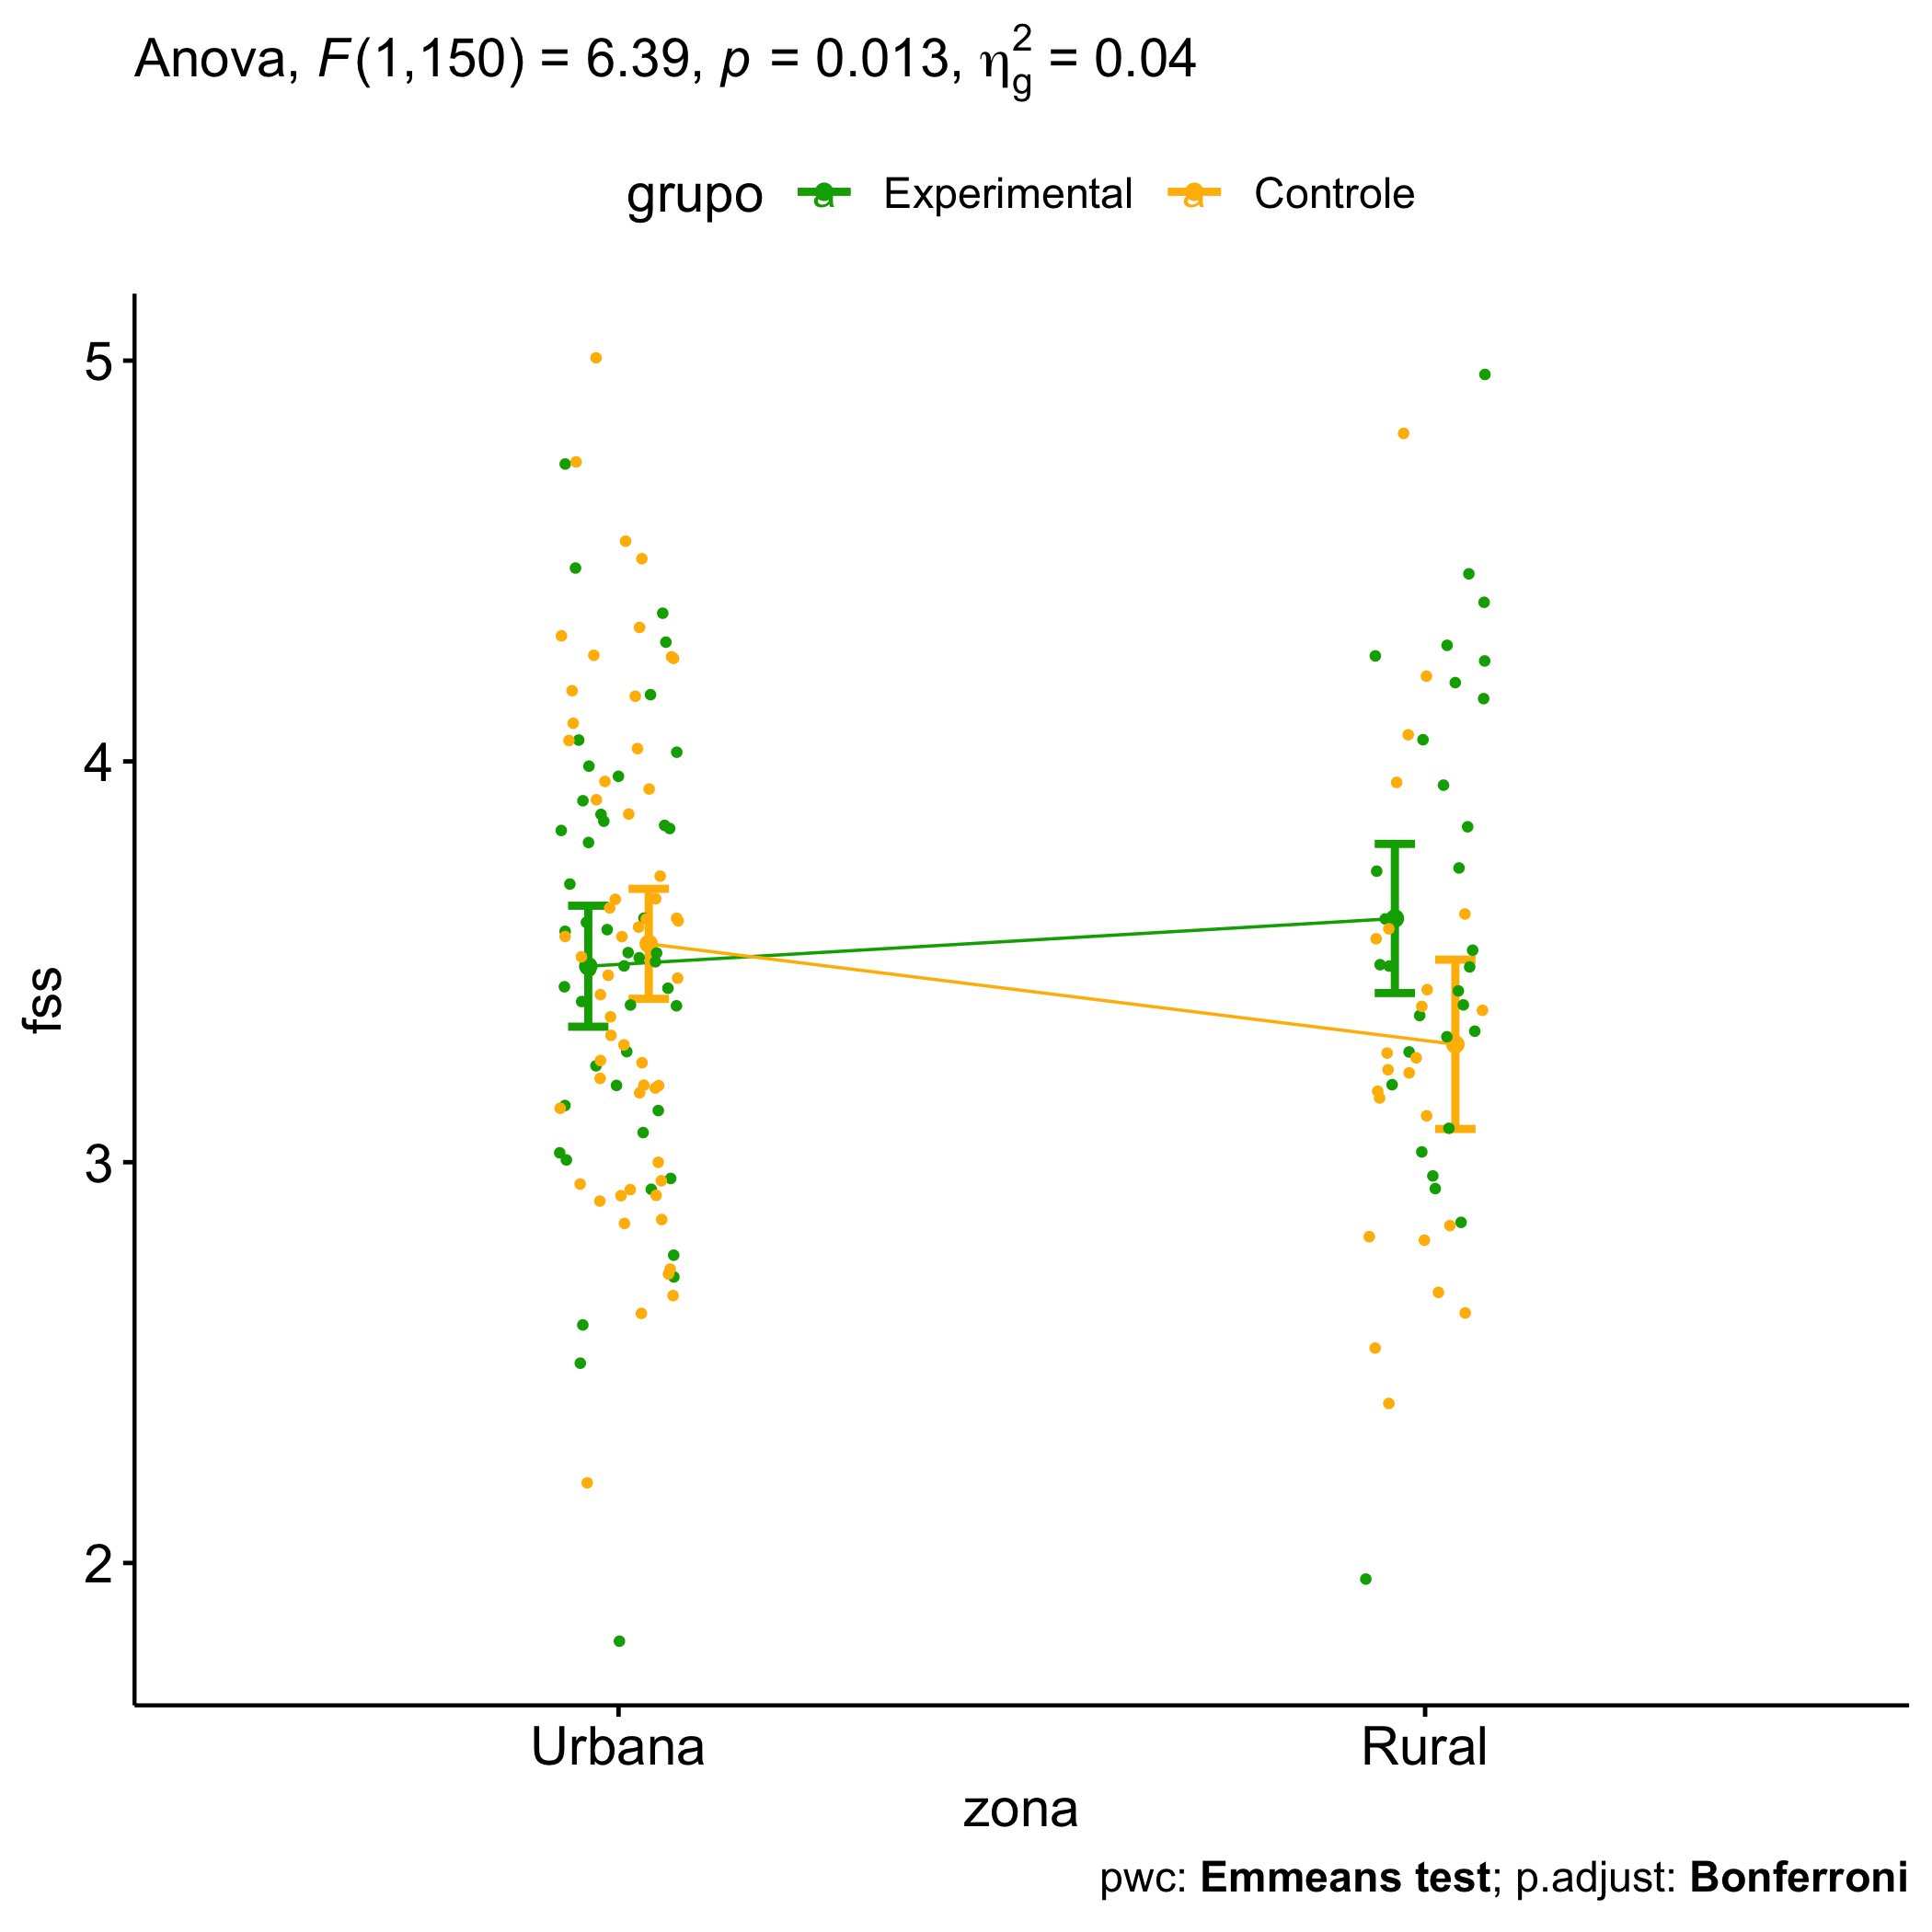 Anova, F(1,150) = 6.39, p = 0.013, η²g = 0.04
grupo a Experimental a Controle
5
4
3
2
fss
Urbana Rural
zona
pwc: Emmeans test; p.adjust: Bonferroni